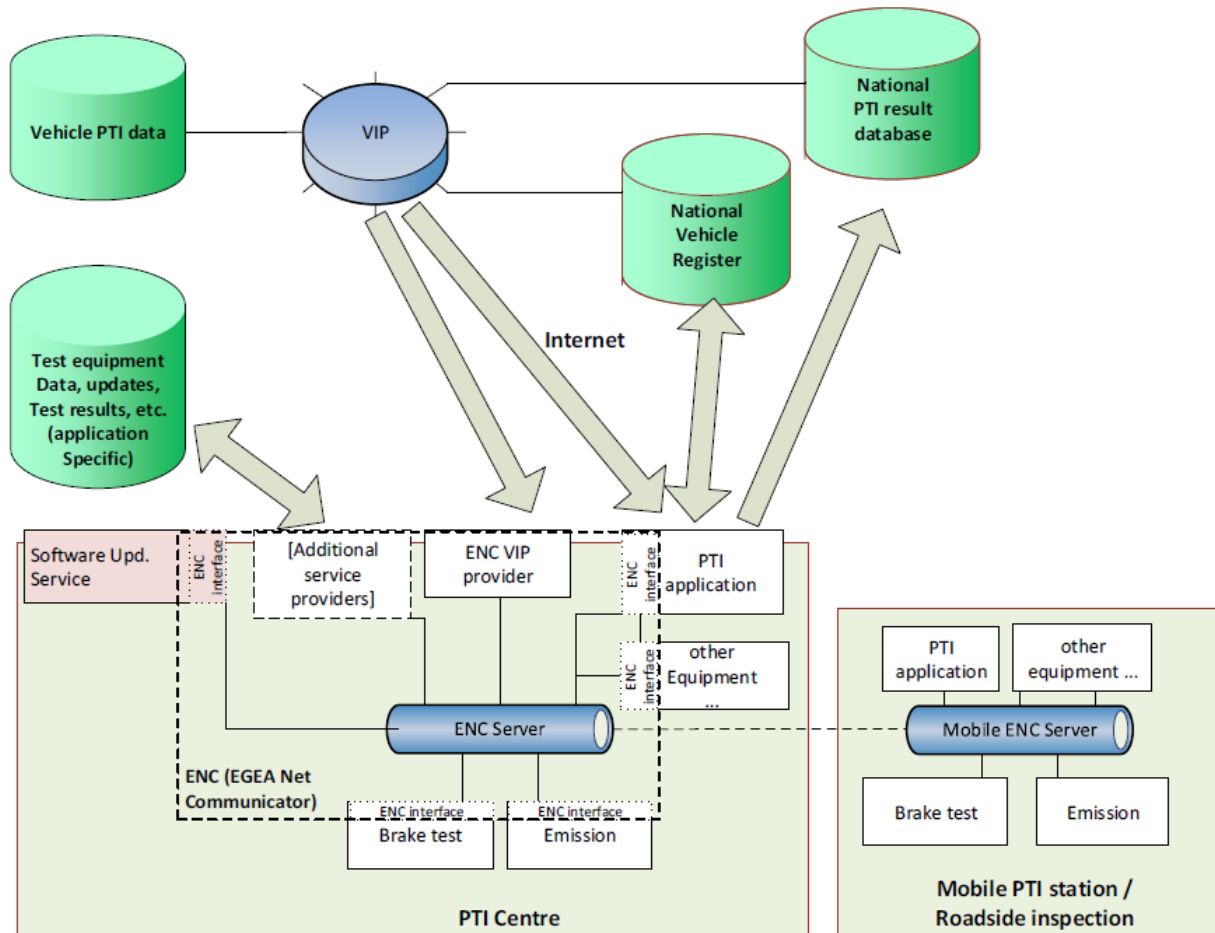 Vehicle PTI data
VIP
National
PTI result
database
National
Vehicle
Register
Internet
Test equipment
Data, updates,
Test results, etc.
(application
Specific)
Software Upd.
Service
ENC
interface
[Additional
service
providers]
ENC VIP
provider
ENC
interface
PTI
application
ENC
interface
other
Equipment
...
ENC Server
ENC (EGEA Net
Communicator)
ENC interface
Brake test
ENC interface
Emission
PTI Centre
PTI
application
other
equipment ...
Mobile ENC Server
Brake test
Emission
Mobile PTI station /
Roadside inspection